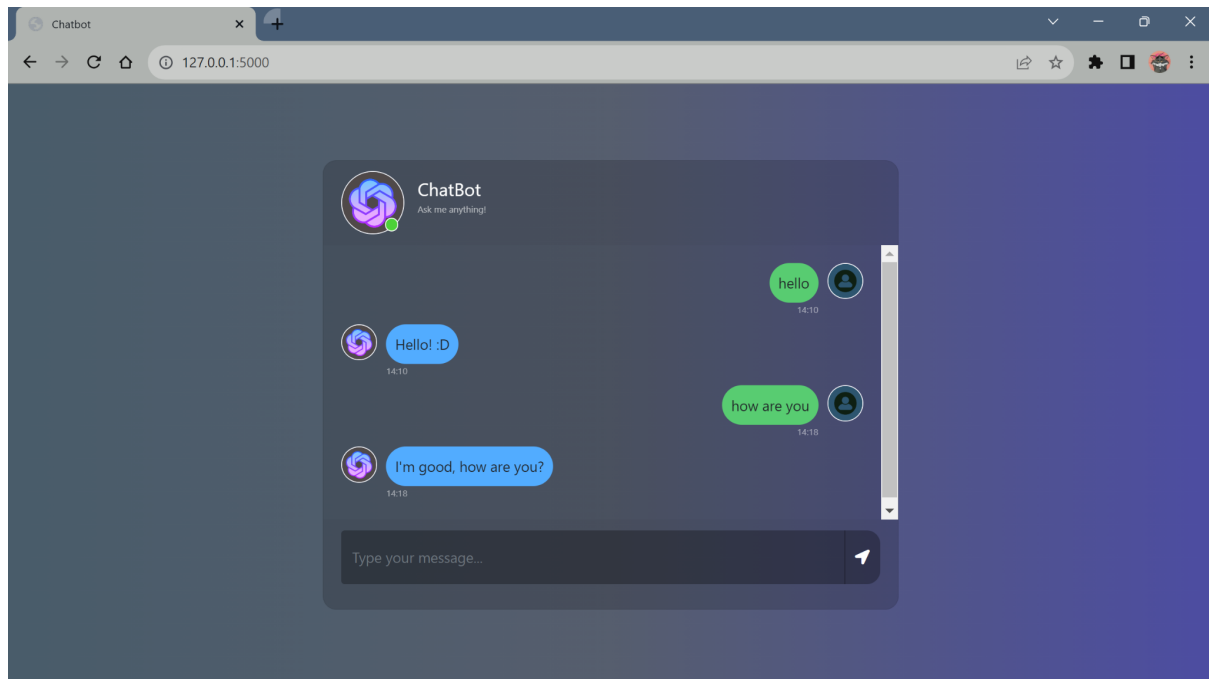 Chatbot
127.0.0.1:5000
ChatBot
Ask me anything!
hello
14:10
Hello! :D
14:10
how are you
14:18
I'm good, how are you?
14:18
Type your message...